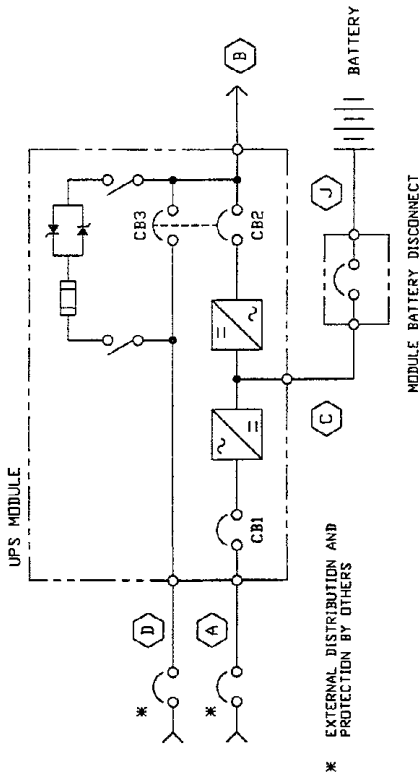 UPS MODULE
CB3
CB2
B
CB1
*
D
*
A
C
J
BATTERY
MODULE BATTERY DISCONNECT
* EXTERNAL DISTRIBUTION AND
PROTECTION BY OTHERS